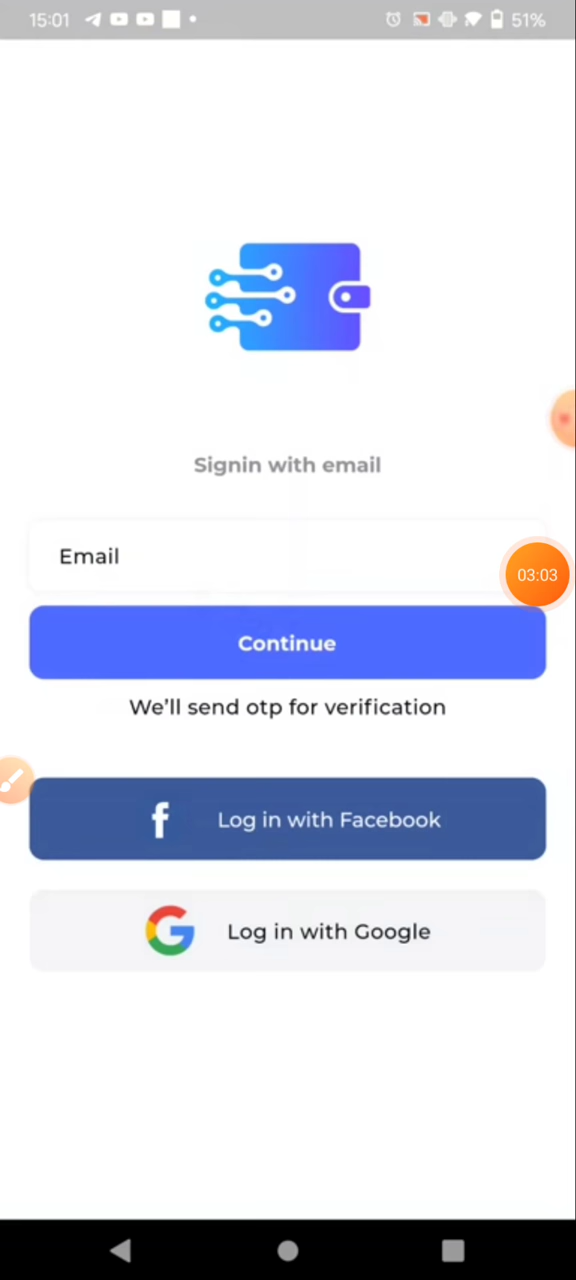 15:01
51%
Signin with email
Email
03:03
Continue
We'll send otp for verification
f
Log in with Facebook
G
Log in with Google